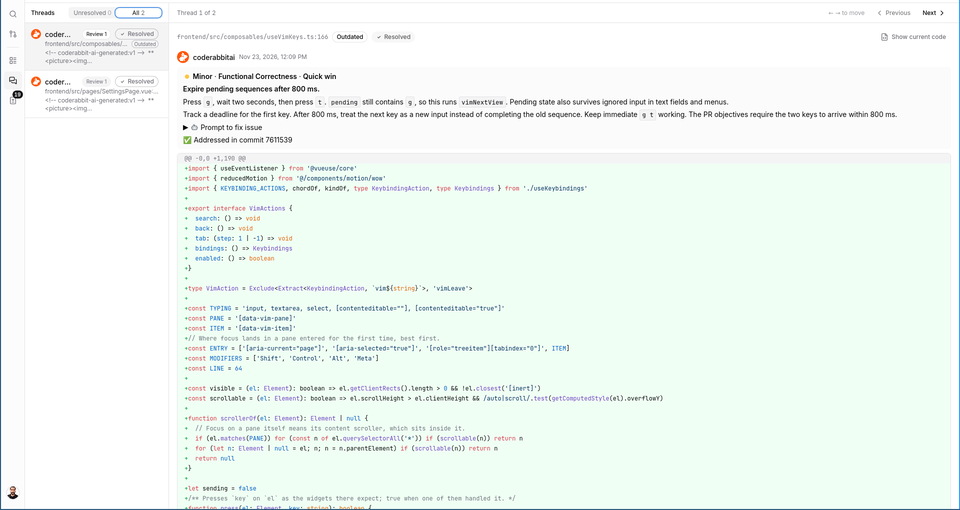 Threads
Unresolved 0
All 2
coder...
Review 1
Resolved
frontend/src/composables/...
Outdated
<!-- coderabbit-ai-generated:v1 --> **
<picture><img...
coder...
Resolved
frontend/src/pages/SettingsPage.vue:...
<!-- coderabbit-ai-generated:v1 --> **
<picture><img...
19
Thread 1 of 2
←→ to move
Previous
Next
frontend/src/composables/useVimKeys.ts:166
Outdated
Resolved
Show current code
coderabbitai Nov 23, 2026, 12:09 PM
Minor · Functional Correctness · Quick win
Expire pending sequences after 800 ms.
Press g, wait two seconds, then press t. pending still contains g, so this runs vimNextView. Pending state also survives ignored input in text fields and menus.
Track a deadline for the first key. After 800 ms, treat the next key as a new input instead of completing the old sequence. Keep immediate g t working. The PR objectives require the two keys to arrive within 800 ms.
▶ 🤖 Prompt to fix issue
✅ Addressed in commit 7611539
@@ -0,0 +1,190 @@
+import { useEventListener } from '@vueuse/core'
+import { reducedMotion } from '@/components/motion/wow'
+import { KEYBINDING_ACTIONS, chordOf, kindOf, type KeybindingAction, type Keybindings } from './useKeybindings'
+
+export interface VimActions {
+  search: () => void
+  back: () => void
+  tab: (step: 1 | -1) => void
+  bindings: () => Keybindings
+  enabled: () => boolean
+}
+
+type VimAction = Exclude<Extract<KeybindingAction, `vim${string}`>, 'vimLeave'>
+
+const TYPING = 'input, textarea, select, [contenteditable=""], [contenteditable="true"]'
+const PANE = '[data-vim-pane]'
+const ITEM = '[data-vim-item]'
+// Where focus lands in a pane entered for the first time, best first.
+const ENTRY = ['[aria-current="page"]', '[aria-selected="true"]', '[role="treeitem"][tabindex="0"]', ITEM]
+const MODIFIERS = ['Shift', 'Control', 'Alt', 'Meta']
+const LINE = 64
+
+const visible = (el: Element): boolean => el.getClientRects().length > 0 && !el.closest('[inert]')
+const scrollable = (el: Element): boolean => el.scrollHeight > el.clientHeight && /auto|scroll/.test(getComputedStyle(el).overflowY)
+
+function scrollerOf(el: Element): Element | null {
+  // Focus on a pane itself means its content scroller, which sits inside it.
+  if (el.matches(PANE)) for (const n of el.querySelectorAll('*')) if (scrollable(n)) return n
+  for (let n: Element | null = el; n; n = n.parentElement) if (scrollable(n)) return n
+  return null
+}
+
+let sending = false
+/** Presses `key` on `el` as the widgets there expect; true when one of them handled it. */
+function press(el: Element, key: string): boolean {